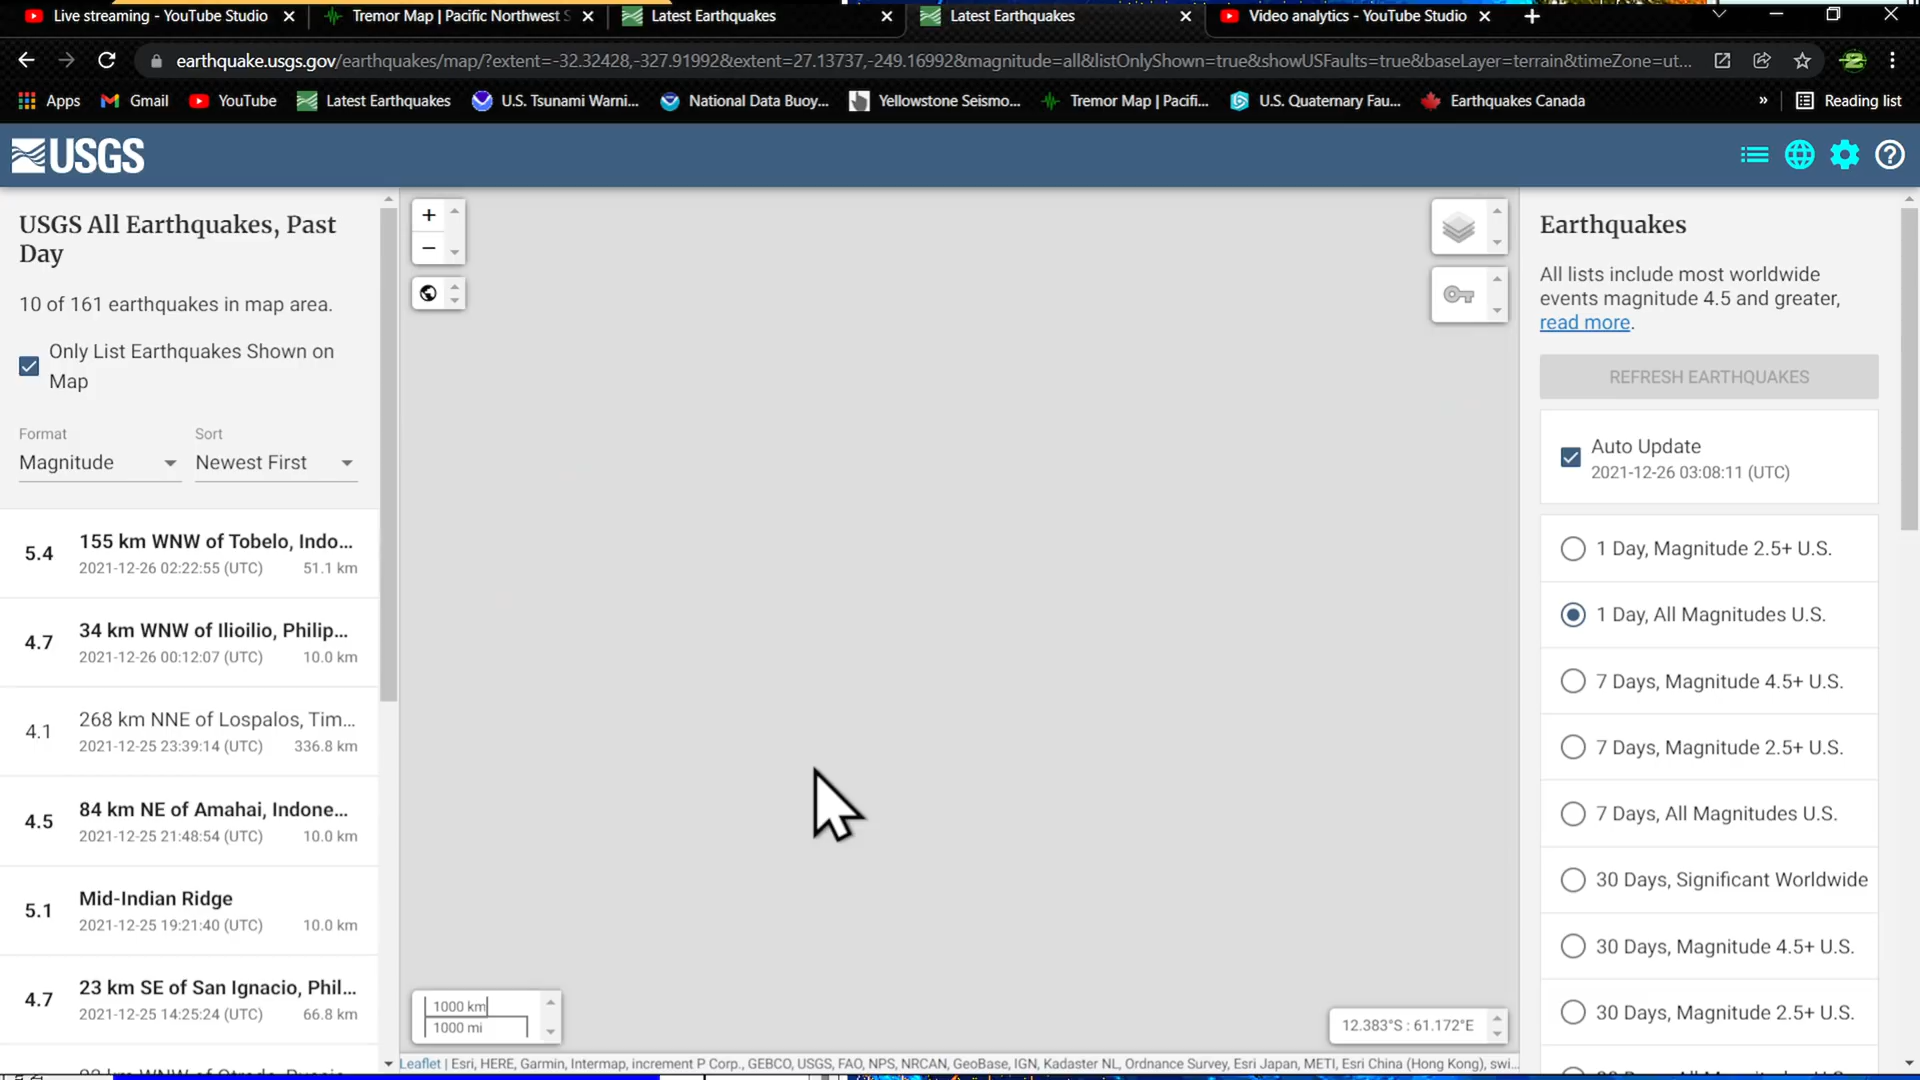 Live streaming - YouTube Studio
Tremor Map | Pacific Northwest S
Latest Earthquakes
Latest Earthquakes
Video analytics - YouTube Studio
earthquake.usgs.gov/earthquakes/map/?extent=-32.32428,-327.91992&extent=27.13737,-249.16992&magnitude=all&listOnlyShown=true&showUSFaults=true&baseLayer=terrain&timeZone=ut...
Apps
Gmail
YouTube
Latest Earthquakes
U.S. Tsunami Warni...
National Data Buoy...
Yellowstone Seismo...
Tremor Map | Pacifi...
U.S. Quaternary Fau...
Earthquakes Canada
»
Reading list
USGS
USGS All Earthquakes, Past
Day
10 of 161 earthquakes in map area.
Only List Earthquakes Shown on
Map
Format
Sort
Magnitude
Newest First
5.4
155 km WNW of Tobelo, Indo...
2021-12-26 02:22:55 (UTC)
51.1 km
4.7
34 km WNW of Ilioilio, Philip...
2021-12-26 00:12:07 (UTC)
10.0 km
4.1
268 km NNE of Lospalos, Tim...
2021-12-25 23:39:14 (UTC)
336.8 km
4.5
84 km NE of Amahai, Indone...
2021-12-25 21:48:54 (UTC)
10.0 km
5.1
Mid-Indian Ridge
2021-12-25 19:21:40 (UTC)
10.0 km
4.7
23 km SE of San Ignacio, Phil...
2021-12-25 14:25:24 (UTC)
66.8 km
+
−
1000 km
1000 mi
12.383°S : 61.172°E
Leaflet | Esri, HERE, Garmin, Intermap, increment P Corp., GEBCO, USGS, FAO, NPS, NRCAN, GeoBase, IGN, Kadaster NL, Ordnance Survey, Esri Japan, METI, Esri China (Hong Kong), swi...
Earthquakes
All lists include most worldwide
events magnitude 4.5 and greater,
read more.
REFRESH EARTHQUAKES
Auto Update
2021-12-26 03:08:11 (UTC)
1 Day, Magnitude 2.5+ U.S.
1 Day, All Magnitudes U.S.
7 Days, Magnitude 4.5+ U.S.
7 Days, Magnitude 2.5+ U.S.
7 Days, All Magnitudes U.S.
30 Days, Significant Worldwide
30 Days, Magnitude 4.5+ U.S.
30 Days, Magnitude 2.5+ U.S.